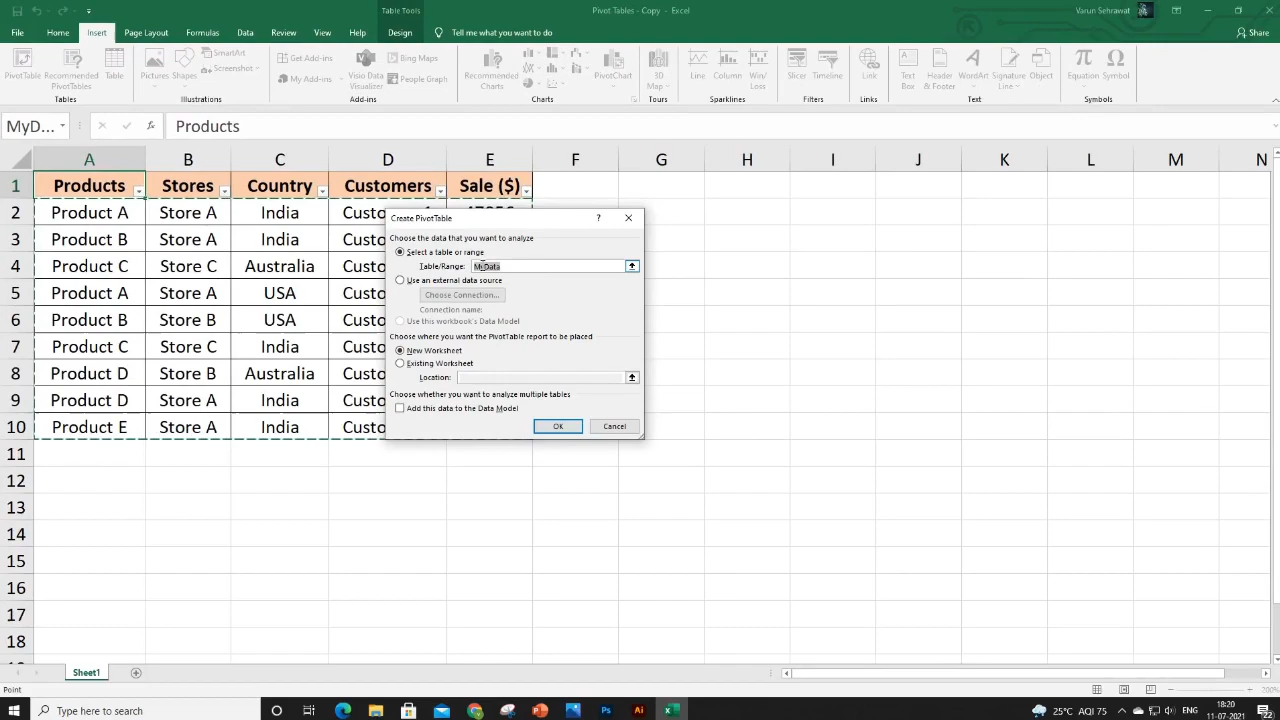 Table Tools
Pivot Tables - Copy - Excel
Varun Sehrawat
File Home Insert Page Layout Formulas Data Review View Help Design Tell me what you want to do
Share
PivotTable Recommended PivotTables Table
Pictures Shapes SmartArt Screenshot
Get Add-ins My Add-ins Visio Data Visualizer Bing Maps People Graph
Recommended Charts PivotChart 3D Map Line Column Win/Loss Slicer Timeline Link
Text Box Header & Footer WordArt Signature Line Object Equation Symbol
Tables Illustrations Add-ins Charts Tours Sparklines Filters Links Text Symbols
MyD... fx Products
A B C D E F G H I J K L M N
1 Products Stores Country Customers Sale ($)
2 Product A Store A India
3 Product B Store A India
4 Product C Store C Australia
5 Product A Store A USA
6 Product B Store B USA
7 Product C Store C India
8 Product D Store B Australia
9 Product D Store A India
10 Product E Store A India
11
12
13
14
15
16
17
18
Create PivotTable ?
Choose the data that you want to analyze
Select a table or range
Table/Range: MyData
Use an external data source
Choose Connection...
Connection name:
Use this workbook's Data Model
Choose where you want the PivotTable report to be placed
New Worksheet
Existing Worksheet
Location:
Choose whether you want to analyze multiple tables
Add this data to the Data Model
OK Cancel
Sheet1
Point
200%
Type here to search
25°C AQI 75
18:20
11-07-2021
22